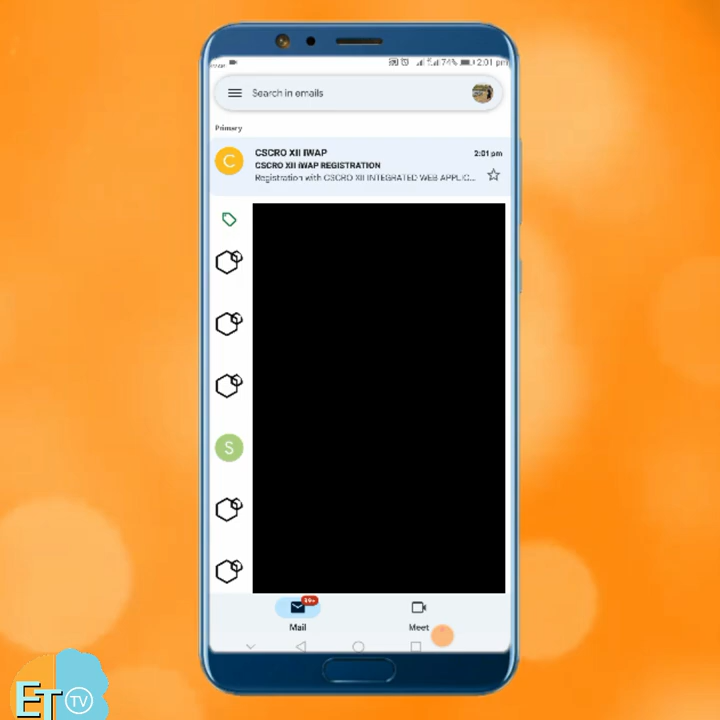 74% 2:01 pm
Search in emails
Primary
C
CSCRO XII iWAP
2:01 pm
CSCRO XII iWAP REGISTRATION
Registration with CSCRO XII INTEGRATED WEB APPLIC...
S
99+
Mail
Meet
ET TV